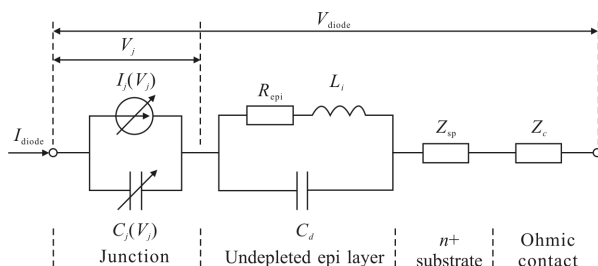 V_diode
V_j
I_j(V_j)
R_epi
L_i
Z_sp
Z_c
I_diode
C_j(V_j)
C_d
Junction
Undepleted epi layer
n+
substrate
Ohmic
contact